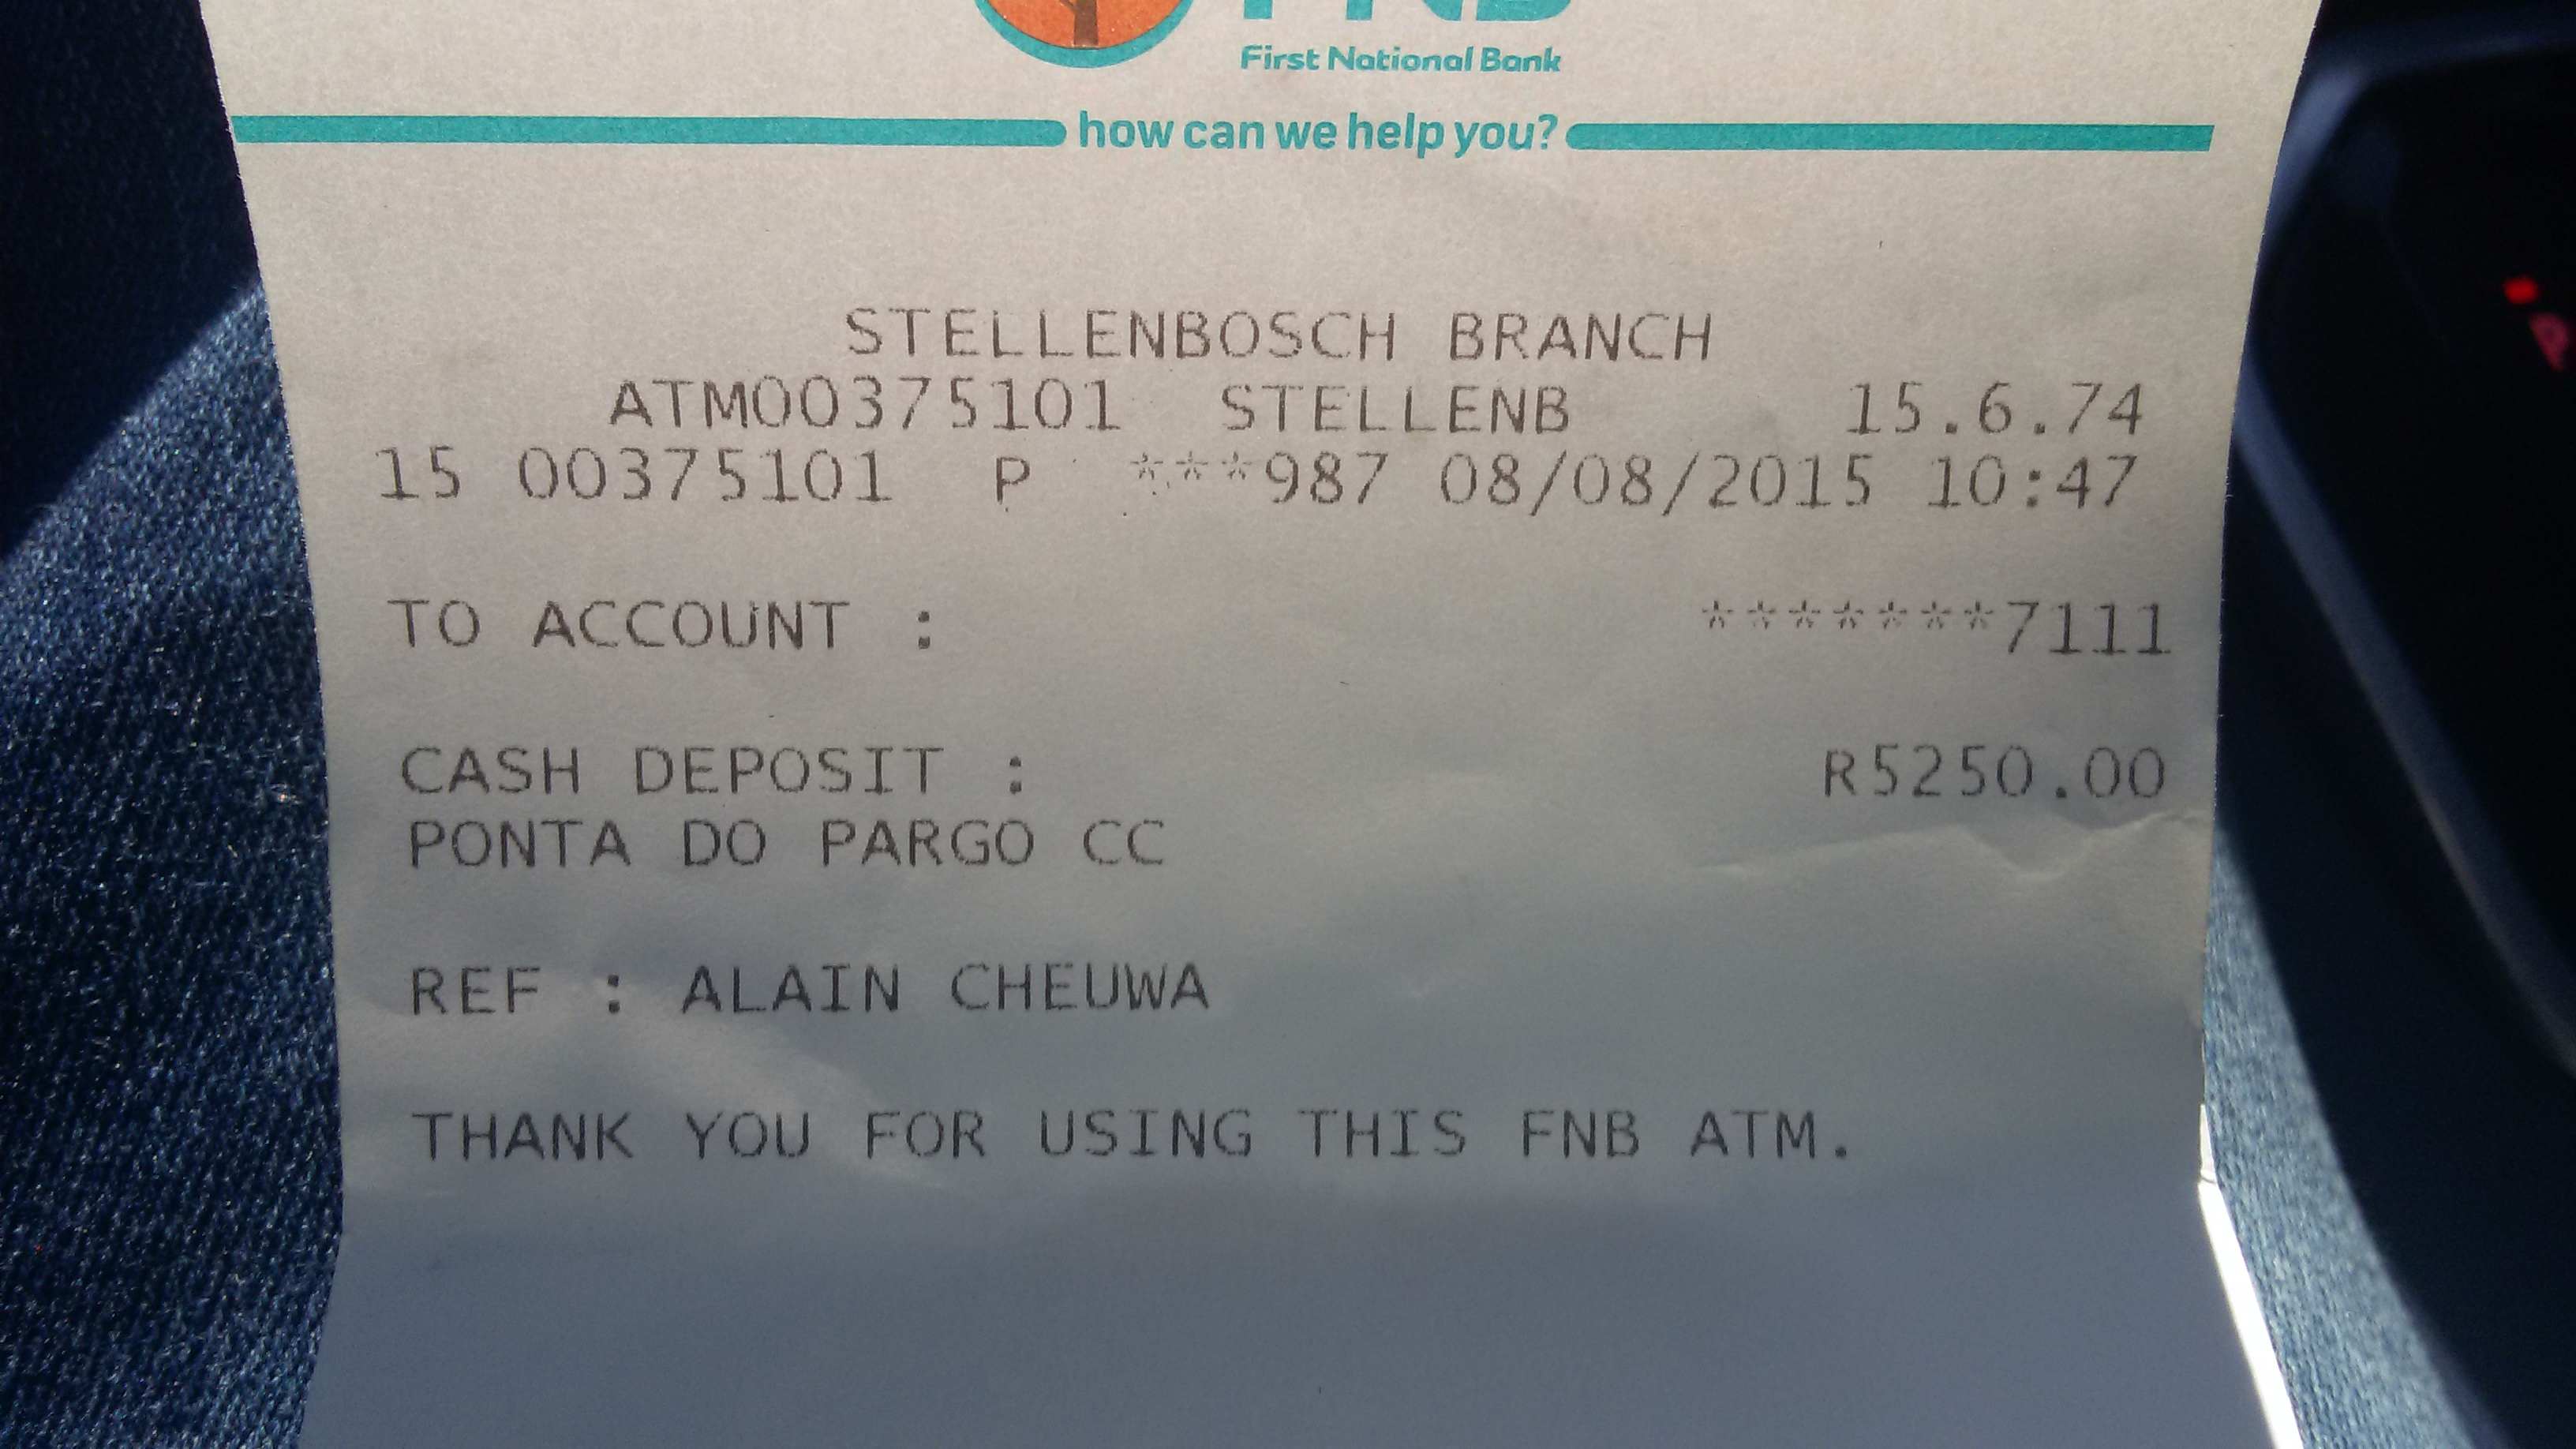 FNB
First National Bank
how can we help you?
STELLENBOSCH BRANCH
ATM00375101 STELLENB 15.6.74
15 00375101 P ***987 08/08/2015 10:47
TO ACCOUNT : *******7111
CASH DEPOSIT : R5250.00
PONTA DO PARGO CC
REF : ALAIN CHEUWA
THANK YOU FOR USING THIS FNB ATM.